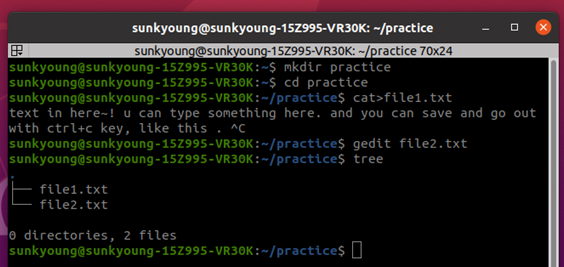 sunkyoung@sunkyoung-15Z995-VR30K: ~/practice
sunkyoung@sunkyoung-15Z995-VR30K: ~/practice 70x24
sunkyoung@sunkyoung-15Z995-VR30K:~$ mkdir practice
sunkyoung@sunkyoung-15Z995-VR30K:~$ cd practice
sunkyoung@sunkyoung-15Z995-VR30K:~/practice$ cat>file1.txt
text in here~! u can type something here. and you can save and go out
with ctrl+c key, like this . ^C
sunkyoung@sunkyoung-15Z995-VR30K:~/practice$ gedit file2.txt
sunkyoung@sunkyoung-15Z995-VR30K:~/practice$ tree
.
├── file1.txt
└── file2.txt
0 directories, 2 files
sunkyoung@sunkyoung-15Z995-VR30K:~/practice$